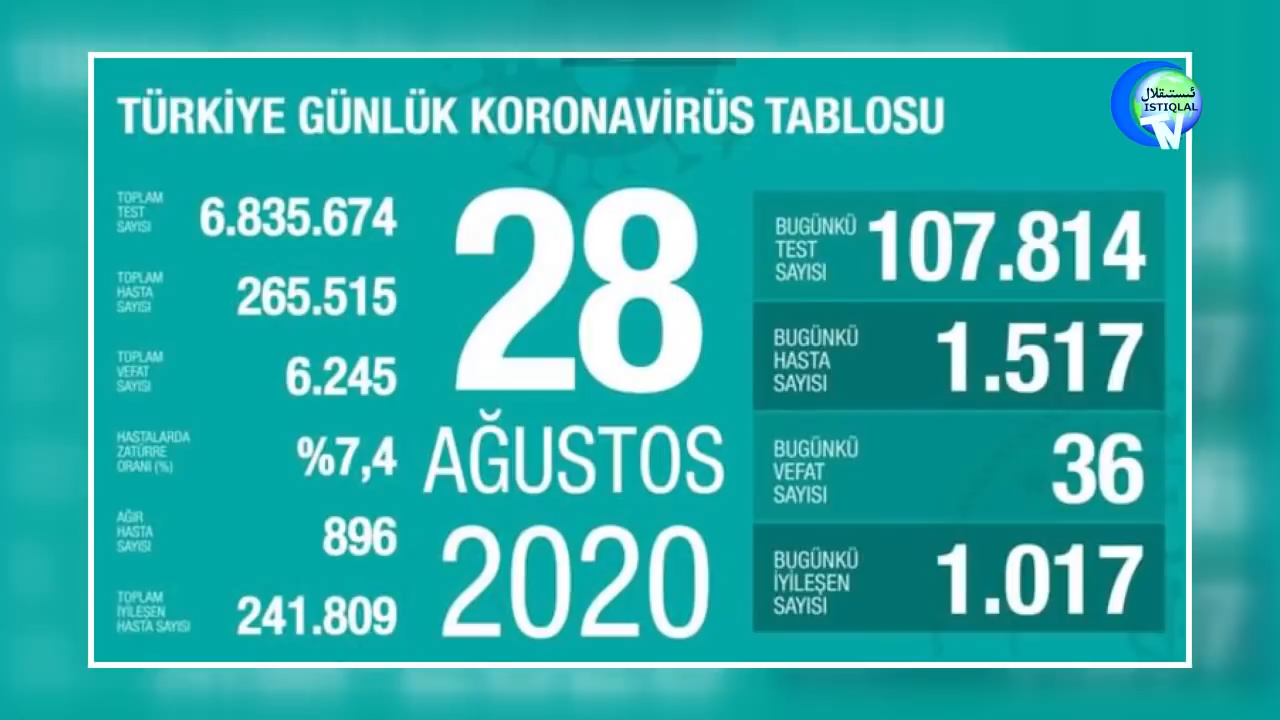 TÜRKİYE GÜNLÜK KORONAVİRÜS TABLOSU
ئىستىقلال
ISTIQLAL
TV
TOPLAM
TEST
SAYISI
6.835.674
TOPLAM
HASTA
SAYISI
265.515
TOPLAM
VEFAT
SAYISI
6.245
HASTALARDA
ZATÜRRE
ORANI (%)
%7,4
AĞIR
HASTA
SAYISI
896
TOPLAM
İYİLEŞEN
HASTA SAYISI
241.809
28
AĞUSTOS
2020
BUGÜNKÜ
TEST
SAYISI
107.814
BUGÜNKÜ
HASTA
SAYISI
1.517
BUGÜNKÜ
VEFAT
SAYISI
36
BUGÜNKÜ
İYİLEŞEN
SAYISI
1.017